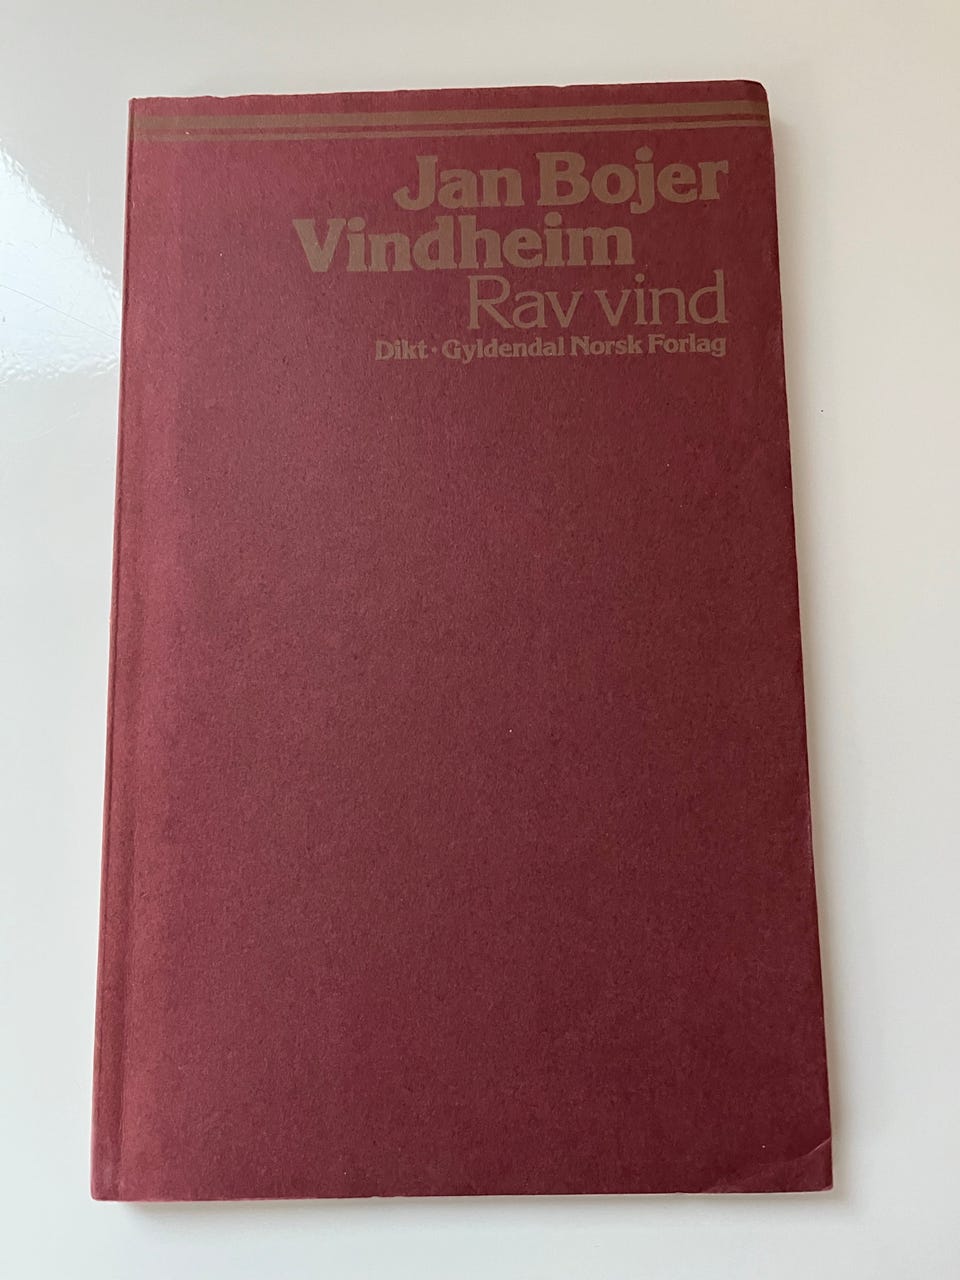 Jan Bojer
Vindheim
Rav vind
Dikt · Gyldendal Norsk Forlag